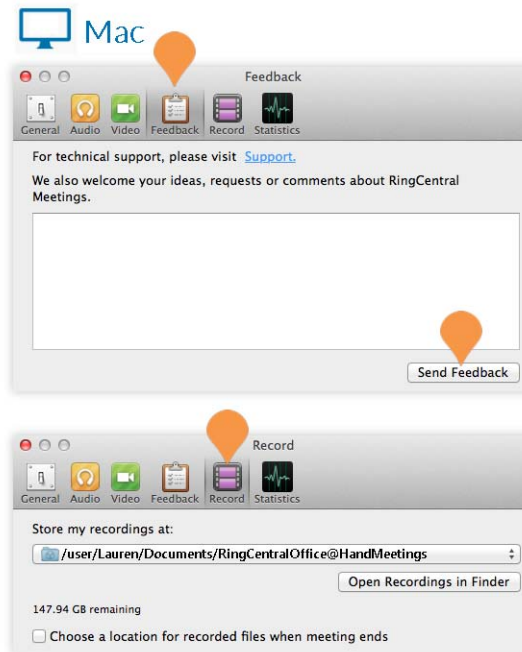 Mac
Feedback
General Audio Video Feedback Record Statistics
For technical support, please visit Support.
We also welcome your ideas, requests or comments about RingCentral
Meetings.
Send Feedback
Record
General Audio Video Feedback Record Statistics
Store my recordings at:
/user/Lauren/Documents/RingCentralOffice@HandMeetings
Open Recordings in Finder
147.94 GB remaining
Choose a location for recorded files when meeting ends